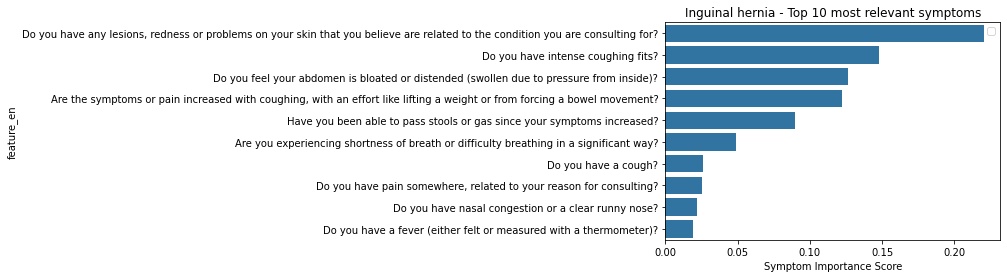 Inguinal hernia - Top 10 most relevant symptoms
Do you have any lesions, redness or problems on your skin that you believe are related to the condition you are consulting for?
Do you have intense coughing fits?
Do you feel your abdomen is bloated or distended (swollen due to pressure from inside)?
Are the symptoms or pain increased with coughing, with an effort like lifting a weight or from forcing a bowel movement?
Have you been able to pass stools or gas since your symptoms increased?
Are you experiencing shortness of breath or difficulty breathing in a significant way?
Do you have a cough?
Do you have pain somewhere, related to your reason for consulting?
Do you have nasal congestion or a clear runny nose?
Do you have a fever (either felt or measured with a thermometer)?
feature_en
0.00 0.05 0.10 0.15 0.20
Symptom Importance Score